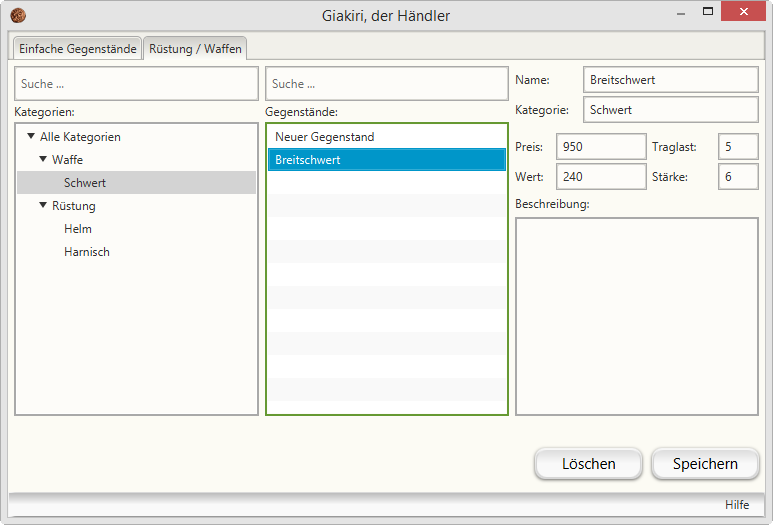 Giakiri, der Händler
Einfache Gegenstände
Rüstung / Waffen
Suche ...
Suche ...
Name:
Breitschwert
Kategorie:
Schwert
Kategorien:
Gegenstände:
Alle Kategorien
Waffe
Schwert
Rüstung
Helm
Harnisch
Neuer Gegenstand
Breitschwert
Preis:
950
Traglast:
5
Wert:
240
Stärke:
6
Beschreibung:
Löschen
Speichern
Hilfe